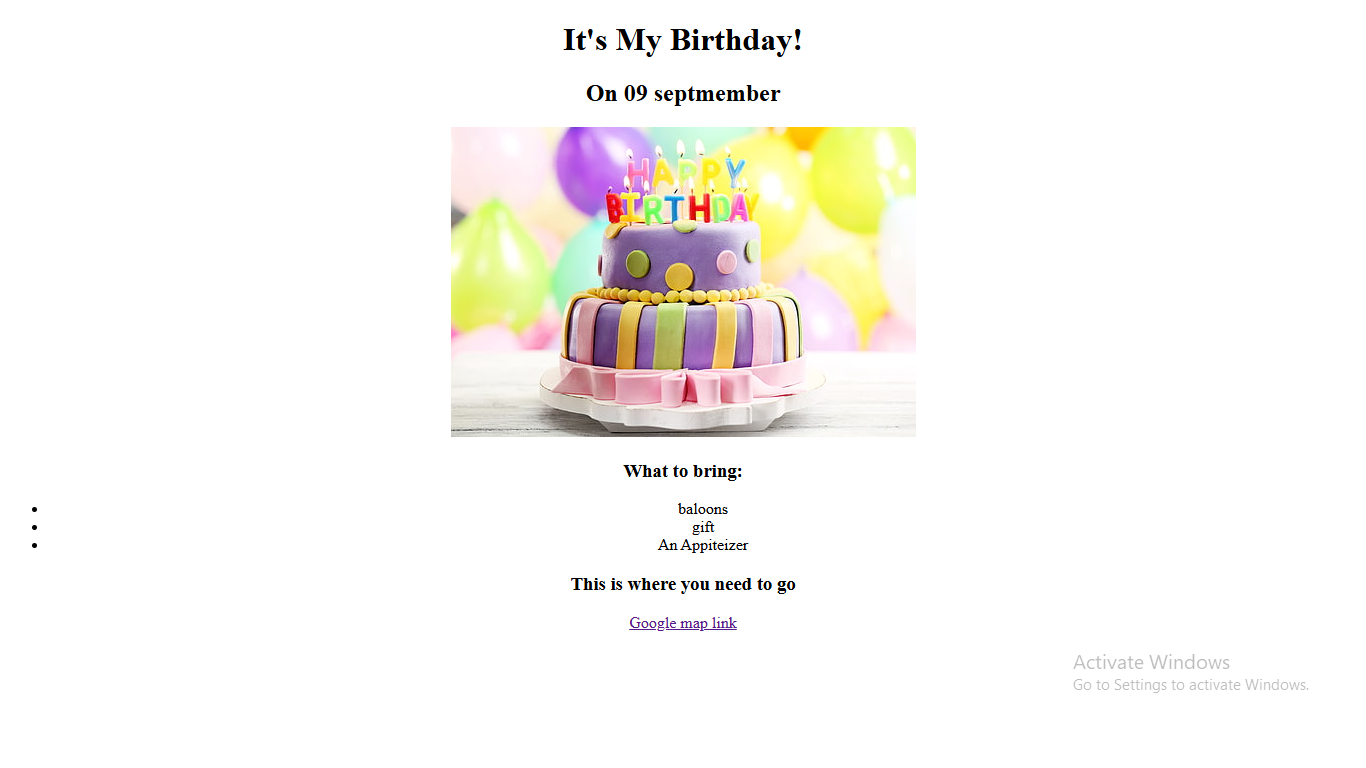 It's My Birthday!
On 09 septmember
HAPPY
BIRTHDAY
What to bring:
baloons
gift
An Appiteizer
This is where you need to go
Google map link
Activate Windows
Go to Settings to activate Windows.